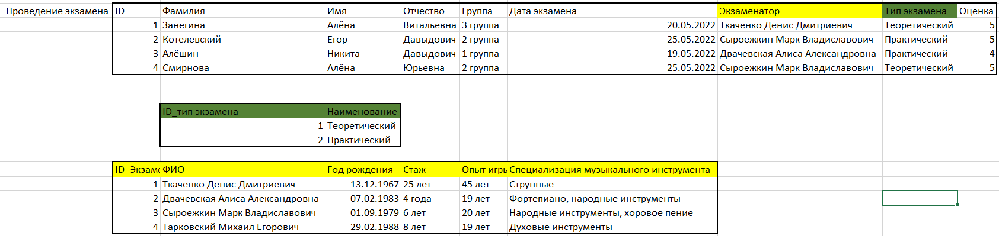 Проведение экзамена ID Фамилия Имя Отчество Группа Дата экзамена Экзаменатор Тип экзамена Оценка
1 Занегина Алёна Витальевна 3 группа 20.05.2022 Ткаченко Денис Дмитриевич Теоретический 5
2 Котелевский Егор Давыдович 2 группа 25.05.2022 Сыроежкин Марк Владиславович Практический 5
3 Алёшин Никита Давыдович 1 группа 19.05.2022 Двачевская Алиса Александровна Практический 4
4 Смирнова Алёна Юрьевна 2 группа 25.05.2022 Сыроежкин Марк Владиславович Теоретический 5
ID_тип экзамена Наименование
1 Теоретический
2 Практический
ID_Экзаме ФИО Год рождения Стаж Опыт игры Специализация музыкального инструмента
1 Ткаченко Денис Дмитриевич 13.12.1967 25 лет 45 лет Струнные
2 Двачевская Алиса Александровна 07.02.1983 4 года 19 лет Фортепиано, народные инструменты
3 Сыроежкин Марк Владиславович 01.09.1979 6 лет 20 лет Народные инструменты, хоровое пение
4 Тарковский Михаил Егорович 29.02.1988 8 лет 19 лет Духовые инструменты